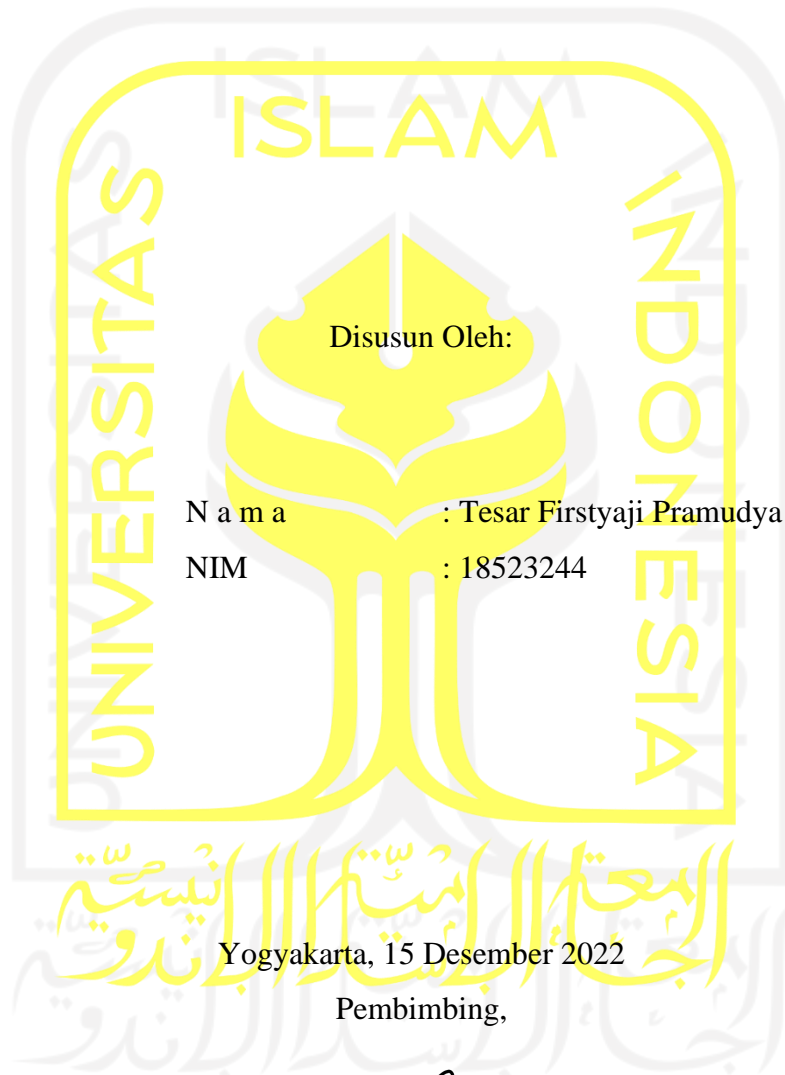 ISLAM
UNIVERSITAS
INDONESIA
Disusun Oleh:
N a m a : Tesar Firstyaji Pramudya
NIM : 18523244
Yogyakarta, 15 Desember 2022
Pembimbing,